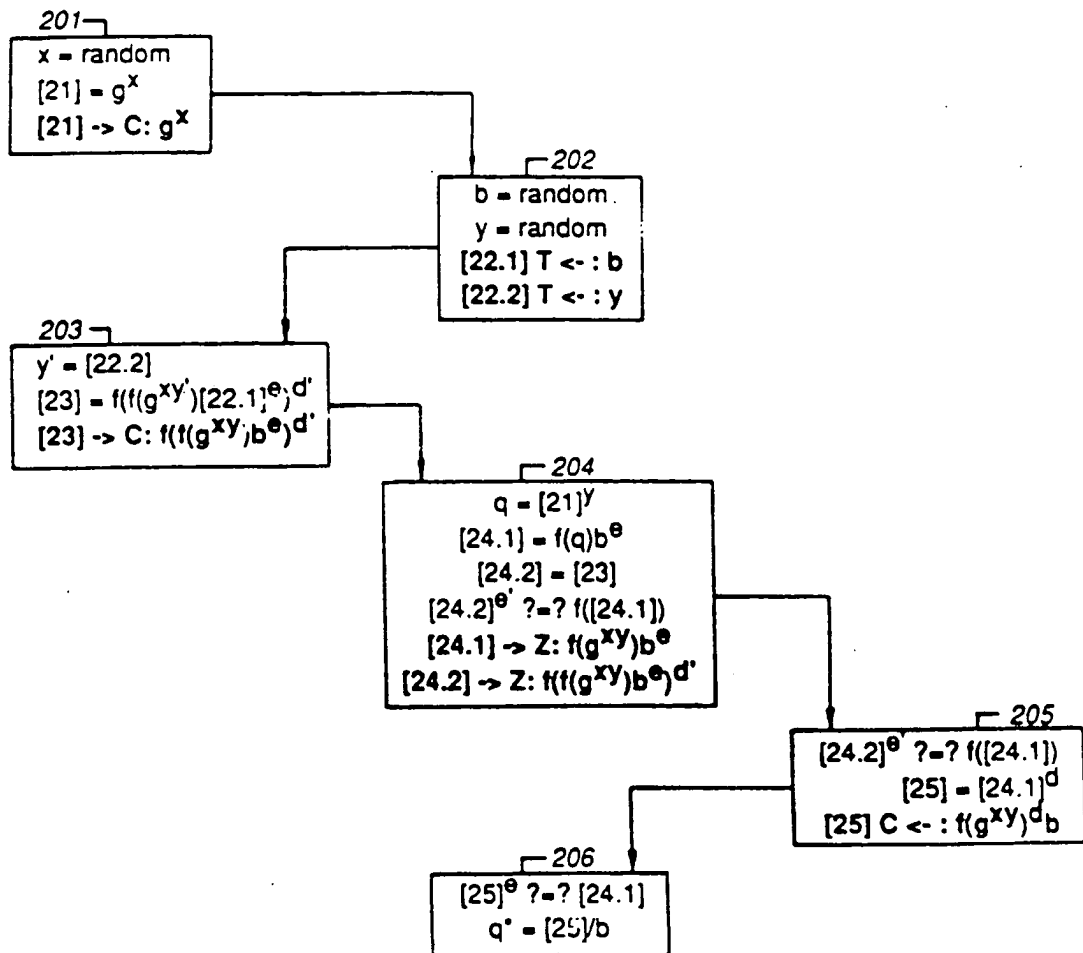 201
x = random
[21] = g^x
[21] -> C: g^x
202
b = random
y = random
[22.1] T <- : b
[22.2] T <- : y
203
y' = [22.2]
[23] = f(f(g^xy')[22.1]^e)^d'
[23] -> C: f(f(g^xy)b^e)^d'
204
q = [21]^y
[24.1] = f(q)b^e
[24.2] = [23]
[24.2]^e' ?=? f([24.1])
[24.1] -> Z: f(g^xy)b^e
[24.2] -> Z: f(f(g^xy)b^e)^d'
205
[24.2]^e' ?=? f([24.1])
[25] = [24.1]^d
[25] C <- : f(g^xy)^d b
206
[25]^e ?=? [24.1]
q* = [25]/b